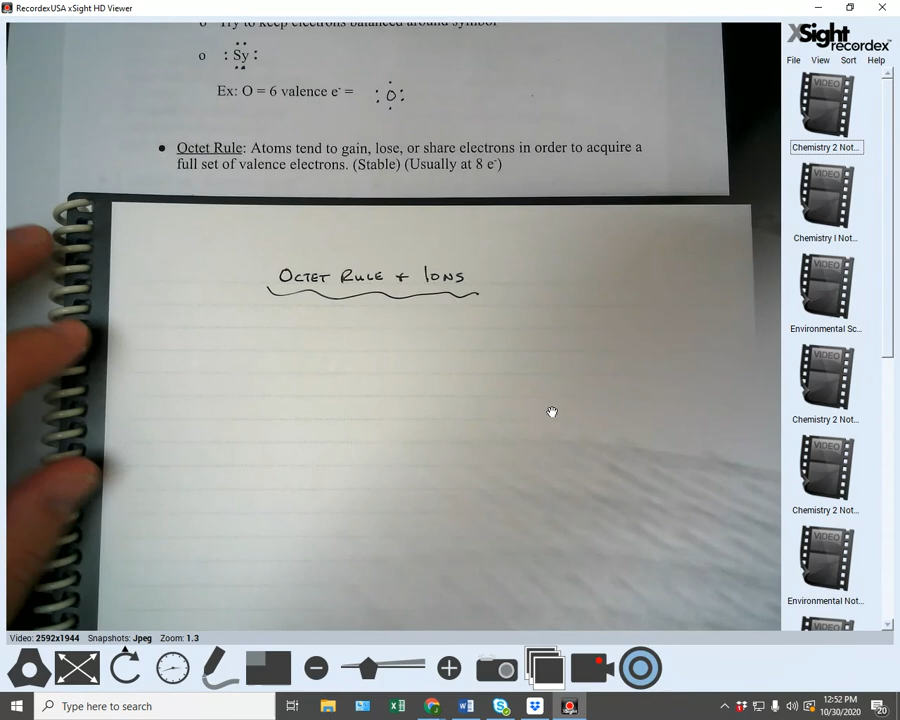 RecordexUSA xSight HD Viewer
o Try to keep electrons balanced around symbol
xSight
recordex
File View Sort Help
o :Sy:
Ex: O = 6 valence e⁻ = :O:
Chemistry 2 Not...
• Octet Rule: Atoms tend to gain, lose, or share electrons in order to acquire a
full set of valence electrons. (Stable) (Usually at 8 e⁻)
Octet Rule + Ions
VIDEO
Chemistry I Not...
VIDEO
Environmental Sc...
VIDEO
Chemistry 2 Not...
VIDEO
Chemistry 2 Not...
VIDEO
Environmental Not...
VIDEO
Video: 2592x1944 Snapshots: Jpeg Zoom: 1.3
Type here to search
12:52 PM
10/30/2020
20